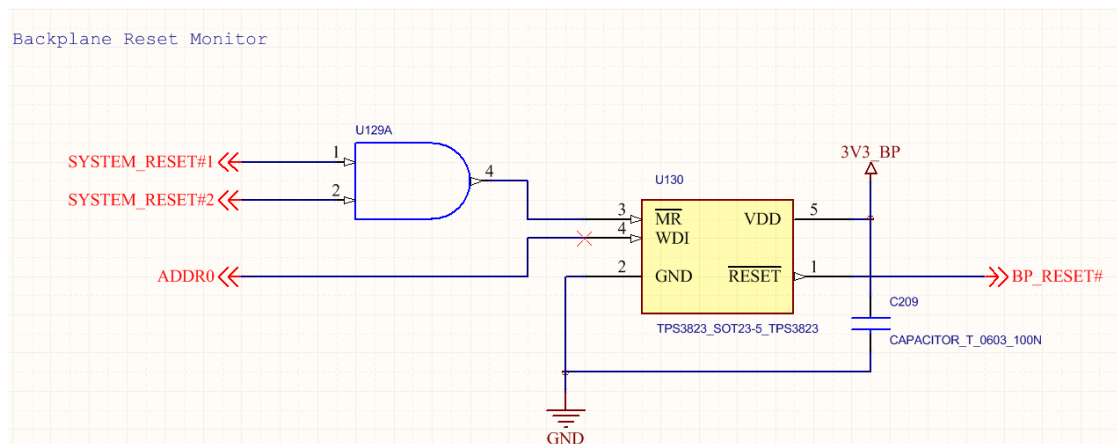 Backplane Reset Monitor
U129A
SYSTEM_RESET#1
1
SYSTEM_RESET#2
2
4
3V3_BP
U130
3
MR
VDD
5
4
WDI
ADDR0
2
GND
RESET
1
BP_RESET#
C209
TPS3823_SOT23-5_TPS3823
CAPACITOR_T_0603_100N
GND